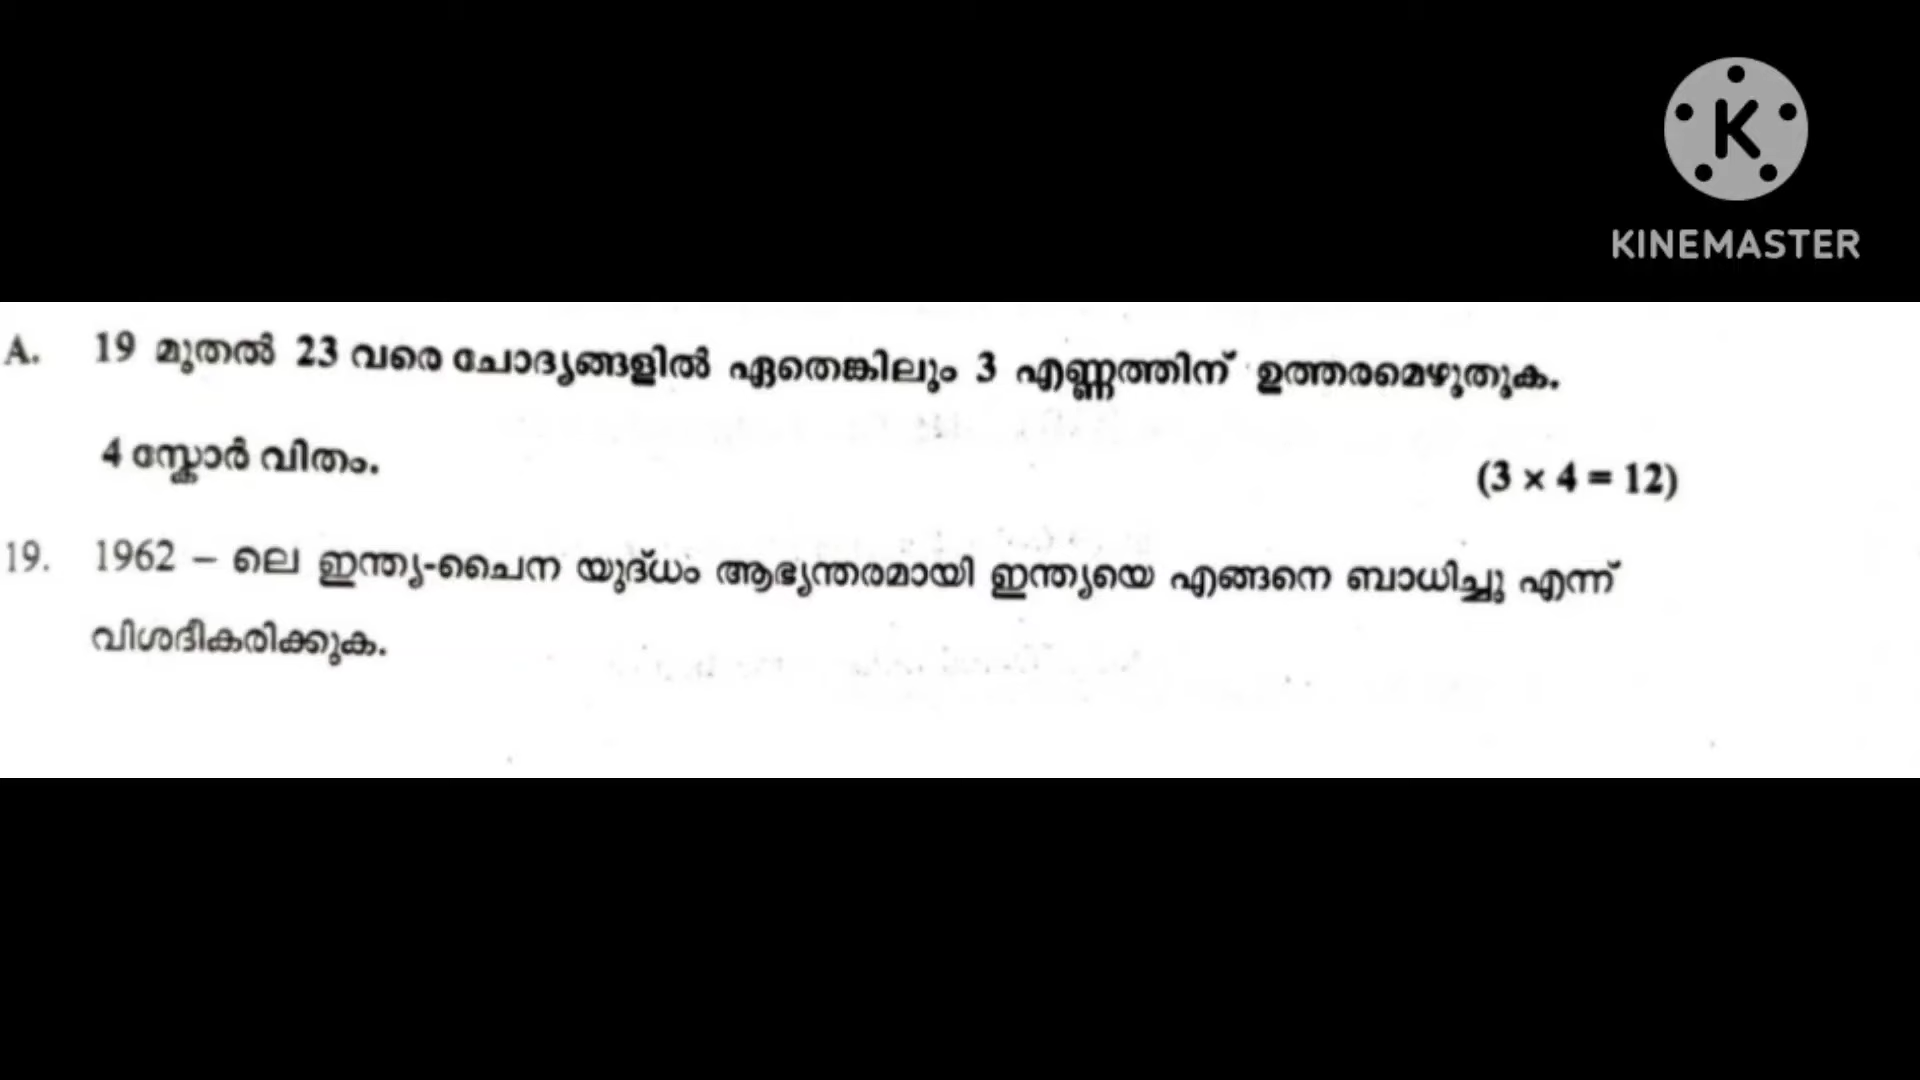 KINEMASTER
A. 19 മുതൽ 23 വരെ ചോദ്യങ്ങളിൽ ഏതെങ്കിലും 3 എണ്ണത്തിന് ഉത്തരമെഴുതുക.
4 സ്കോർ വിതം.
(3 × 4 = 12)
19. 1962 – ലെ ഇന്ത്യ-ചൈന യുദ്ധം ആഭ്യന്തരമായി ഇന്ത്യയെ എങ്ങനെ ബാധിച്ചു എന്ന്
വിശദീകരിക്കുക.